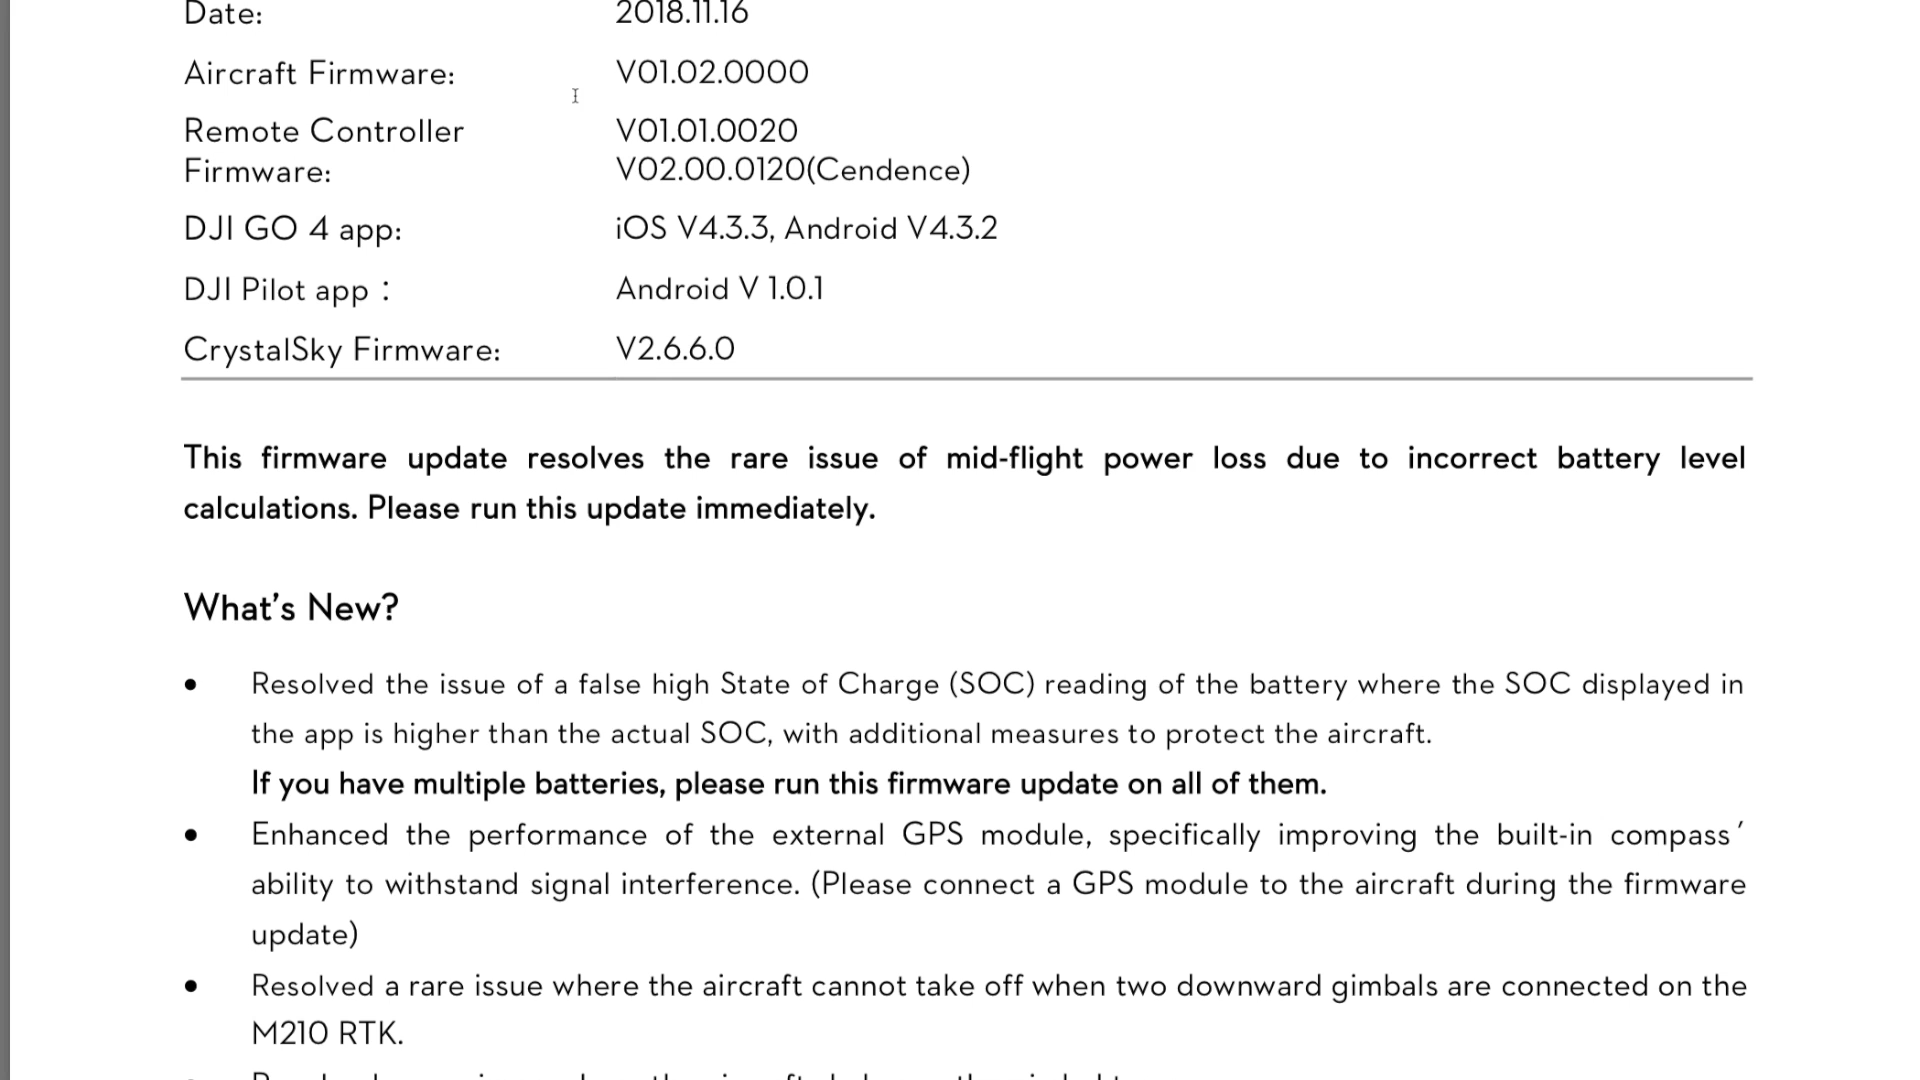 Date: 2018.11.16
Aircraft Firmware: V01.02.0000
Remote Controller V01.01.0020
Firmware: V02.00.0120(Cendence)
DJI GO 4 app: iOS V4.3.3, Android V4.3.2
DJI Pilot app： Android V 1.0.1
CrystalSky Firmware: V2.6.6.0
This firmware update resolves the rare issue of mid-flight power loss due to incorrect battery level
calculations. Please run this update immediately.
What’s New?
● Resolved the issue of a false high State of Charge (SOC) reading of the battery where the SOC displayed in
the app is higher than the actual SOC, with additional measures to protect the aircraft.
If you have multiple batteries, please run this firmware update on all of them.
● Enhanced the performance of the external GPS module, specifically improving the built-in compass′
ability to withstand signal interference. (Please connect a GPS module to the aircraft during the firmware
update)
● Resolved a rare issue where the aircraft cannot take off when two downward gimbals are connected on the
M210 RTK.